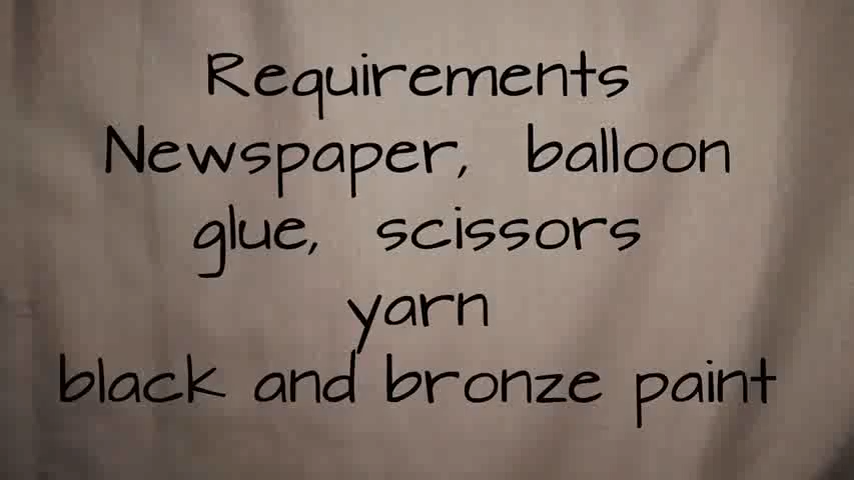 Requirements
Newspaper, balloon
glue, scissors
yarn
black and bronze paint